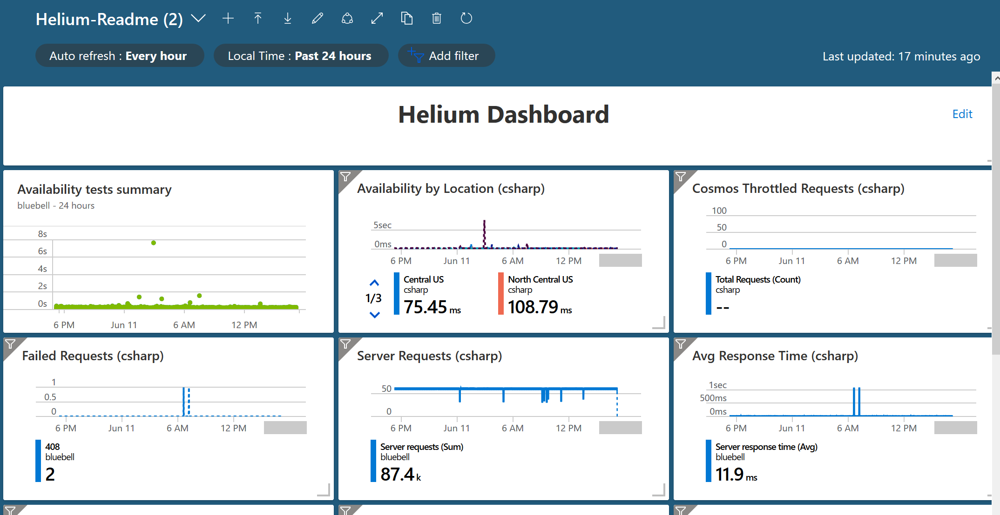 Helium-Readme (2)
Auto refresh : Every hour
Local Time : Past 24 hours
Add filter
Last updated: 17 minutes ago
Helium Dashboard
Edit
Availability tests summary
bluebell - 24 hours
8s
6s
4s
2s
0s
6 PM
Jun 11
6 AM
12 PM
Availability by Location (csharp)
5sec
0ms
6 PM
Jun 11
6 AM
12 PM
1/3
Central US
csharp
75.45 ms
North Central US
csharp
108.79 ms
Cosmos Throttled Requests (csharp)
100
50
0
6 PM
Jun 11
6 AM
12 PM
Total Requests (Count)
csharp
--
Failed Requests (csharp)
1
0.5
0
6 PM
Jun 11
6 AM
12 PM
408
bluebell
2
Server Requests (csharp)
50
0
6 PM
Jun 11
6 AM
12 PM
Server requests (Sum)
bluebell
87.4 k
Avg Response Time (csharp)
1sec
500ms
0ms
6 PM
Jun 11
6 AM
12 PM
Server response time (Avg)
bluebell
11.9 ms